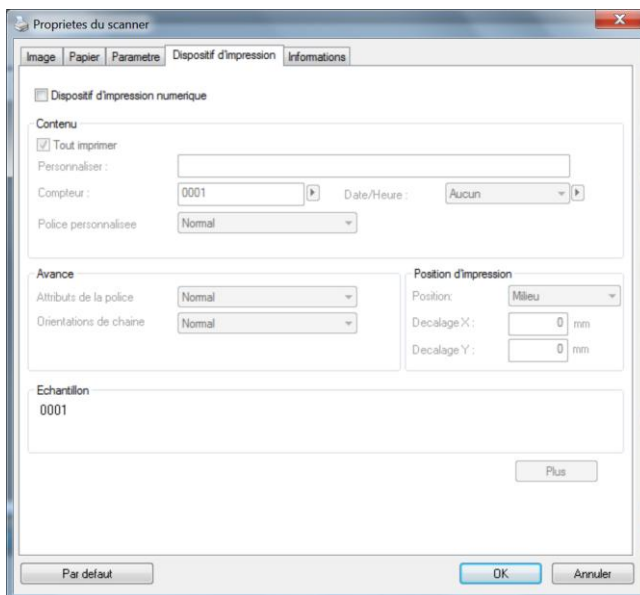 Proprietes du scanner
Image Papier Parametre Dispositif d'impression Informations
Dispositif d'impression numerique
Contenu
Tout imprimer
Personnaliser :
Compteur : 0001 Date/Heure : Aucun
Police personnalisee Normal
Avance Position d'impression
Attributs de la police Normal Position: Milieu
Orientations de chaine Normal Decalage X : 0 mm
Decalage Y : 0 mm
Echantillon
0001
Plus
Par defaut OK Annuler